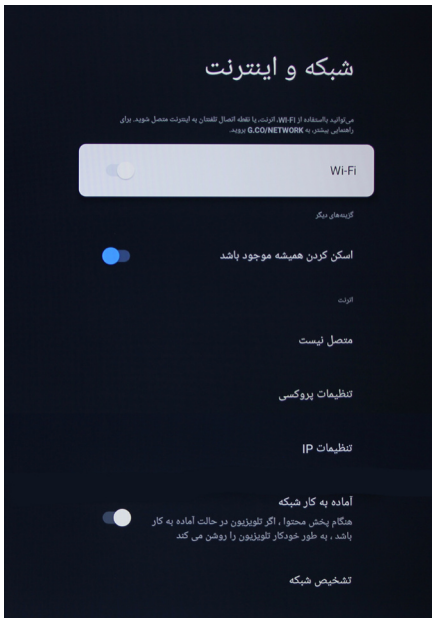 شبکه و اینترنت
می‌توانید بااستفاده از WI-FI، اترنت، یا نقطه اتصال تلفنتان به اینترنت متصل شوید. برای
راهنمایی بیشتر، به G.CO/NETWORK بروید.
Wi-Fi
گزینه‌های دیگر
اسکن کردن همیشه موجود باشد
اترنت
متصل نیست
تنظیمات پروکسی
تنظیمات IP
آماده به کار شبکه
هنگام پخش محتوا ، اگر تلویزیون در حالت آماده به کار
باشد ، به طور خودکار تلویزیون را روشن می کند
تشخیص شبکه